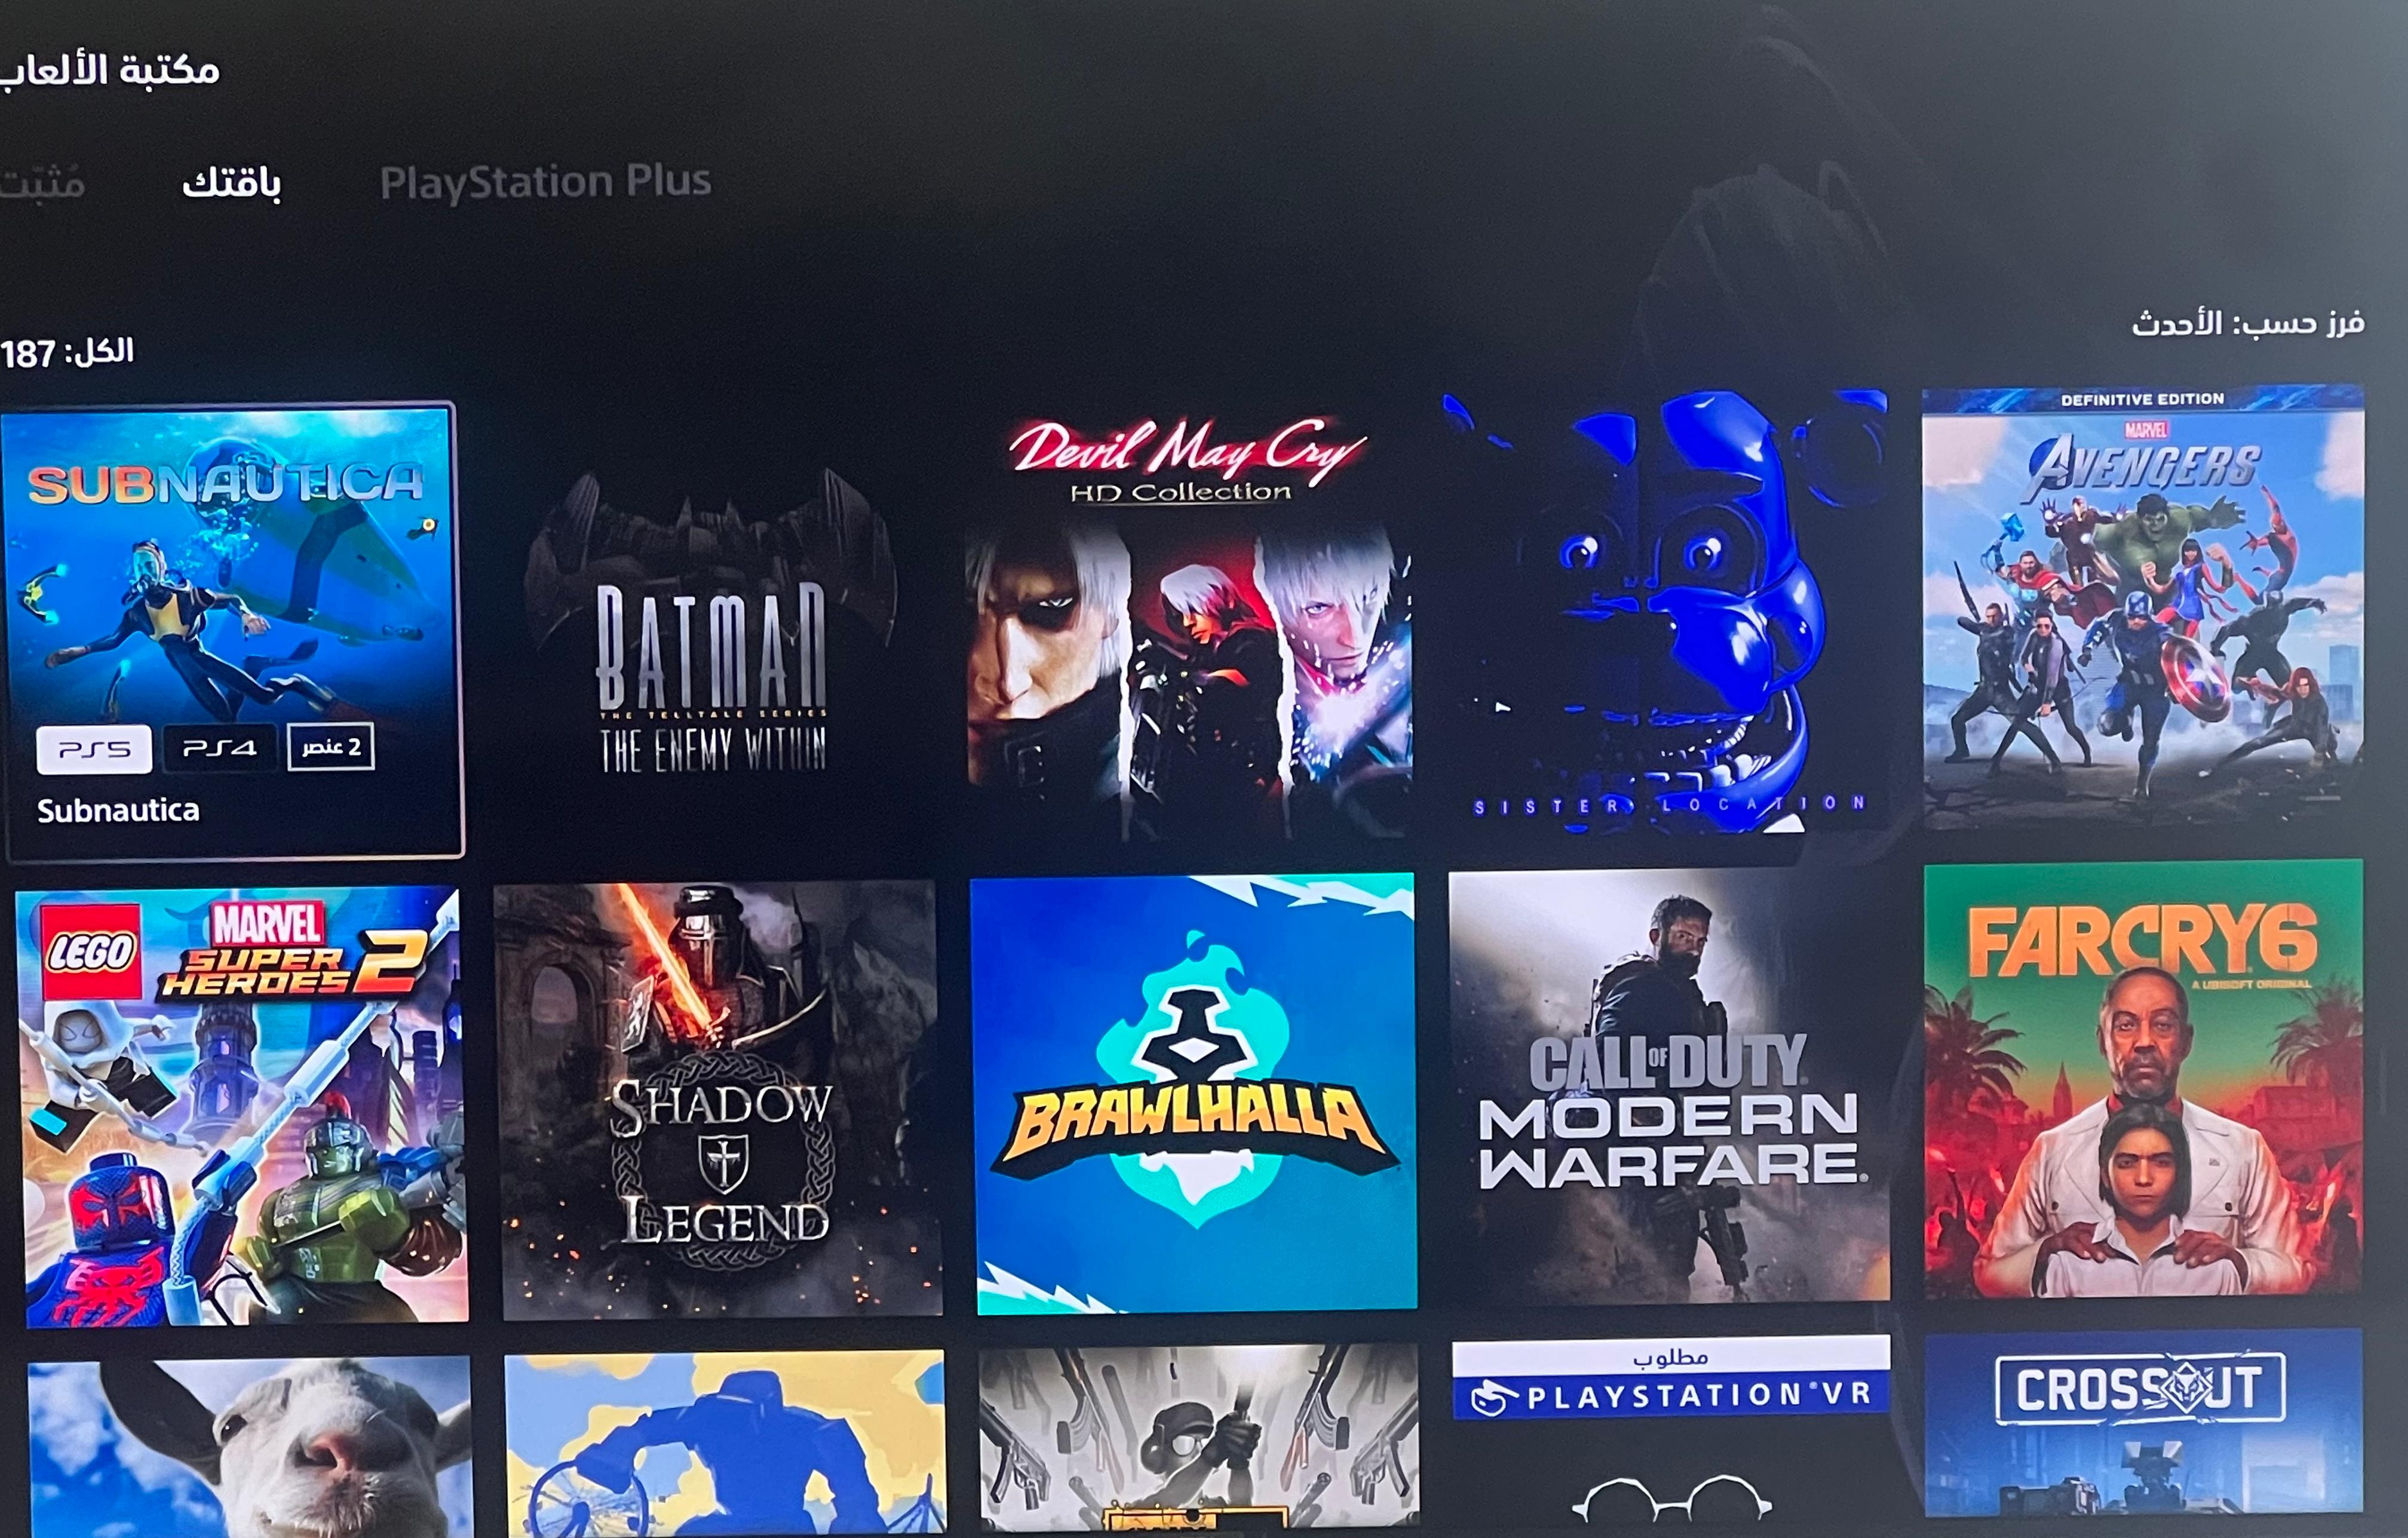 مكتبة الألعاب
مُثبّت
باقتك
PlayStation Plus
فرز حسب: الأحدث
الكل: 187
SUBNAUTICA
PS5
PS4
2 عنصر
Subnautica
BATMAN
THE TELLTALE SERIES
THE ENEMY WITHIN
Devil May Cry
HD Collection
SISTER LOCATION
DEFINITIVE EDITION
MARVEL
AVENGERS
LEGO
MARVEL
SUPER
HEROES 2
SHADOW
LEGEND
BRAWLHALLA
CALL OF DUTY
MODERN
WARFARE
FARCRY6
A UBISOFT ORIGINAL
مطلوب
PLAYSTATION®VR
CROSSOUT